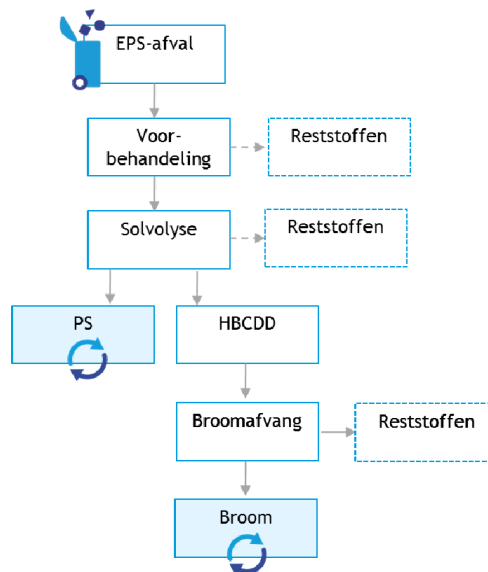 EPS-afval
Voor-
behandeling
Reststoffen
Solvolyse
Reststoffen
PS
HBCDD
Broomafvang
Reststoffen
Broom